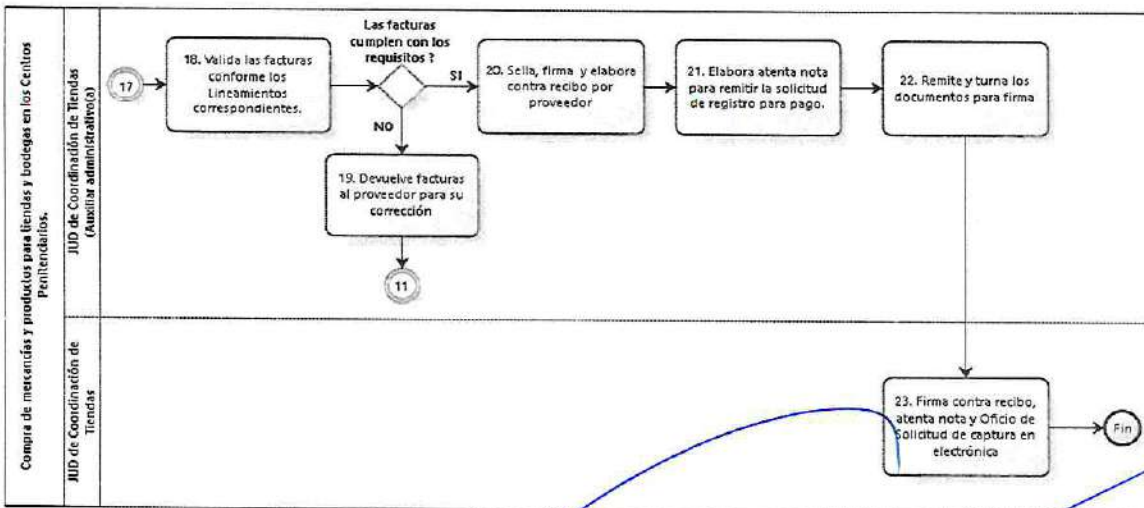 Compra de mercancías y productos para tiendas y bodegas en los Centros
Penitenciarios.
JUD de Coordinación de Tiendas
(Auxiliar administrativo(a)
17
18. Valida las facturas
conforme los
Lineamientos
correspondientes.
Las facturas
cumplen con los
requisitos ?
SI
NO
19. Devuelve facturas
al proveedor para su
corrección
11
20. Sella, firma y elabora
contra recibo por
proveedor
21. Elabora atenta nota
para remitir la solicitud
de registro para pago.
22. Remite y turna los
documentos para firma
JUD de Coordinación de
Tiendas
23. Firma contra recibo,
atenta nota y Oficio de
Solicitud de captura en
electrónica
Fin